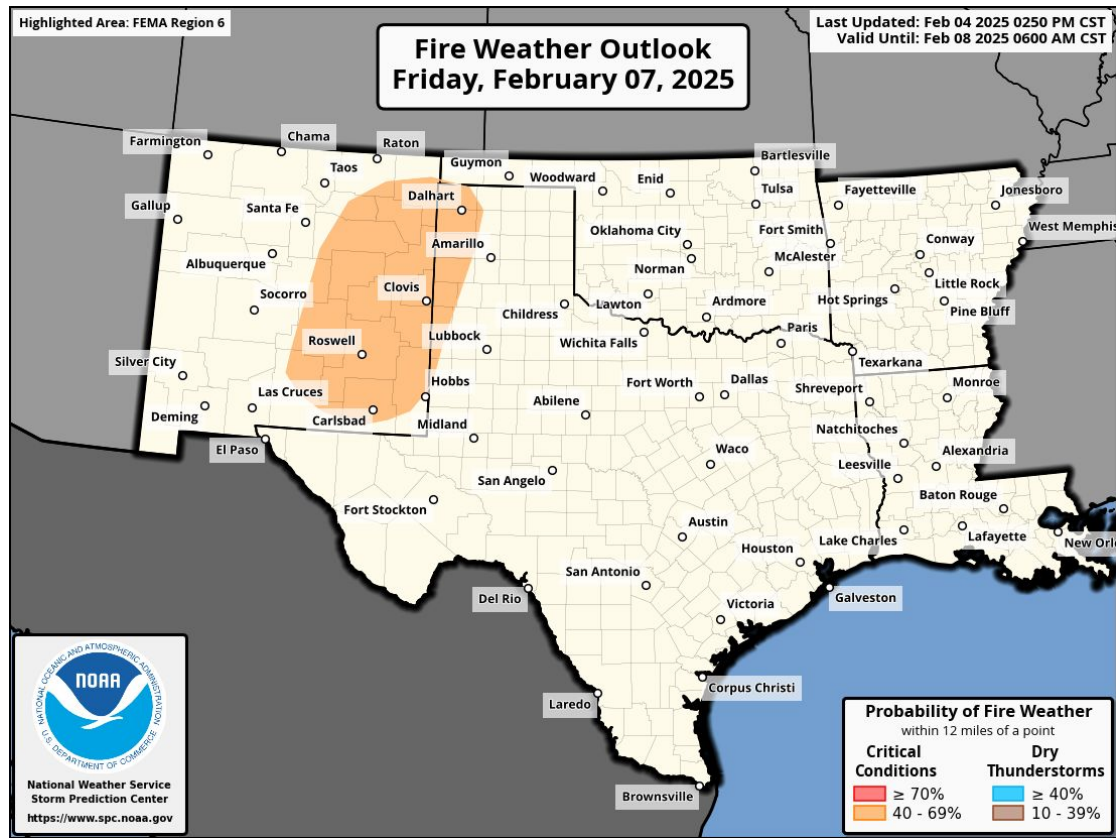 Highlighted Area: FEMA Region 6
Fire Weather Outlook
Friday, February 07, 2025
Last Updated: Feb 04 2025 0250 PM CST
Valid Until: Feb 08 2025 0600 AM CST
Farmington
Chama
Raton
Taos
Guymon
Woodward
Enid
Bartlesville
Tulsa
Fayetteville
Jonesboro
Gallup
Santa Fe
Dalhart
West Memphis
Albuquerque
Amarillo
Oklahoma City
Fort Smith
Conway
Norman
McAlester
Little Rock
Socorro
Clovis
Childress
Lawton
Ardmore
Hot Springs
Pine Bluff
Roswell
Lubbock
Wichita Falls
Paris
Texarkana
Silver City
Las Cruces
Hobbs
Fort Worth
Dallas
Shreveport
Monroe
Deming
Carlsbad
Midland
Abilene
Natchitoches
El Paso
San Angelo
Waco
Leesville
Alexandria
Fort Stockton
Baton Rouge
Austin
Houston
Lake Charles
Lafayette
New Orl
Del Rio
San Antonio
Galveston
Victoria
Laredo
Corpus Christi
Brownsville
NATIONAL OCEANIC AND ATMOSPHERIC ADMINISTRATION
NOAA
U.S. DEPARTMENT OF COMMERCE
National Weather Service
Storm Prediction Center
https://www.spc.noaa.gov
Probability of Fire Weather
within 12 miles of a point
Critical Conditions
≥ 70%
40 - 69%
Dry Thunderstorms
≥ 40%
10 - 39%